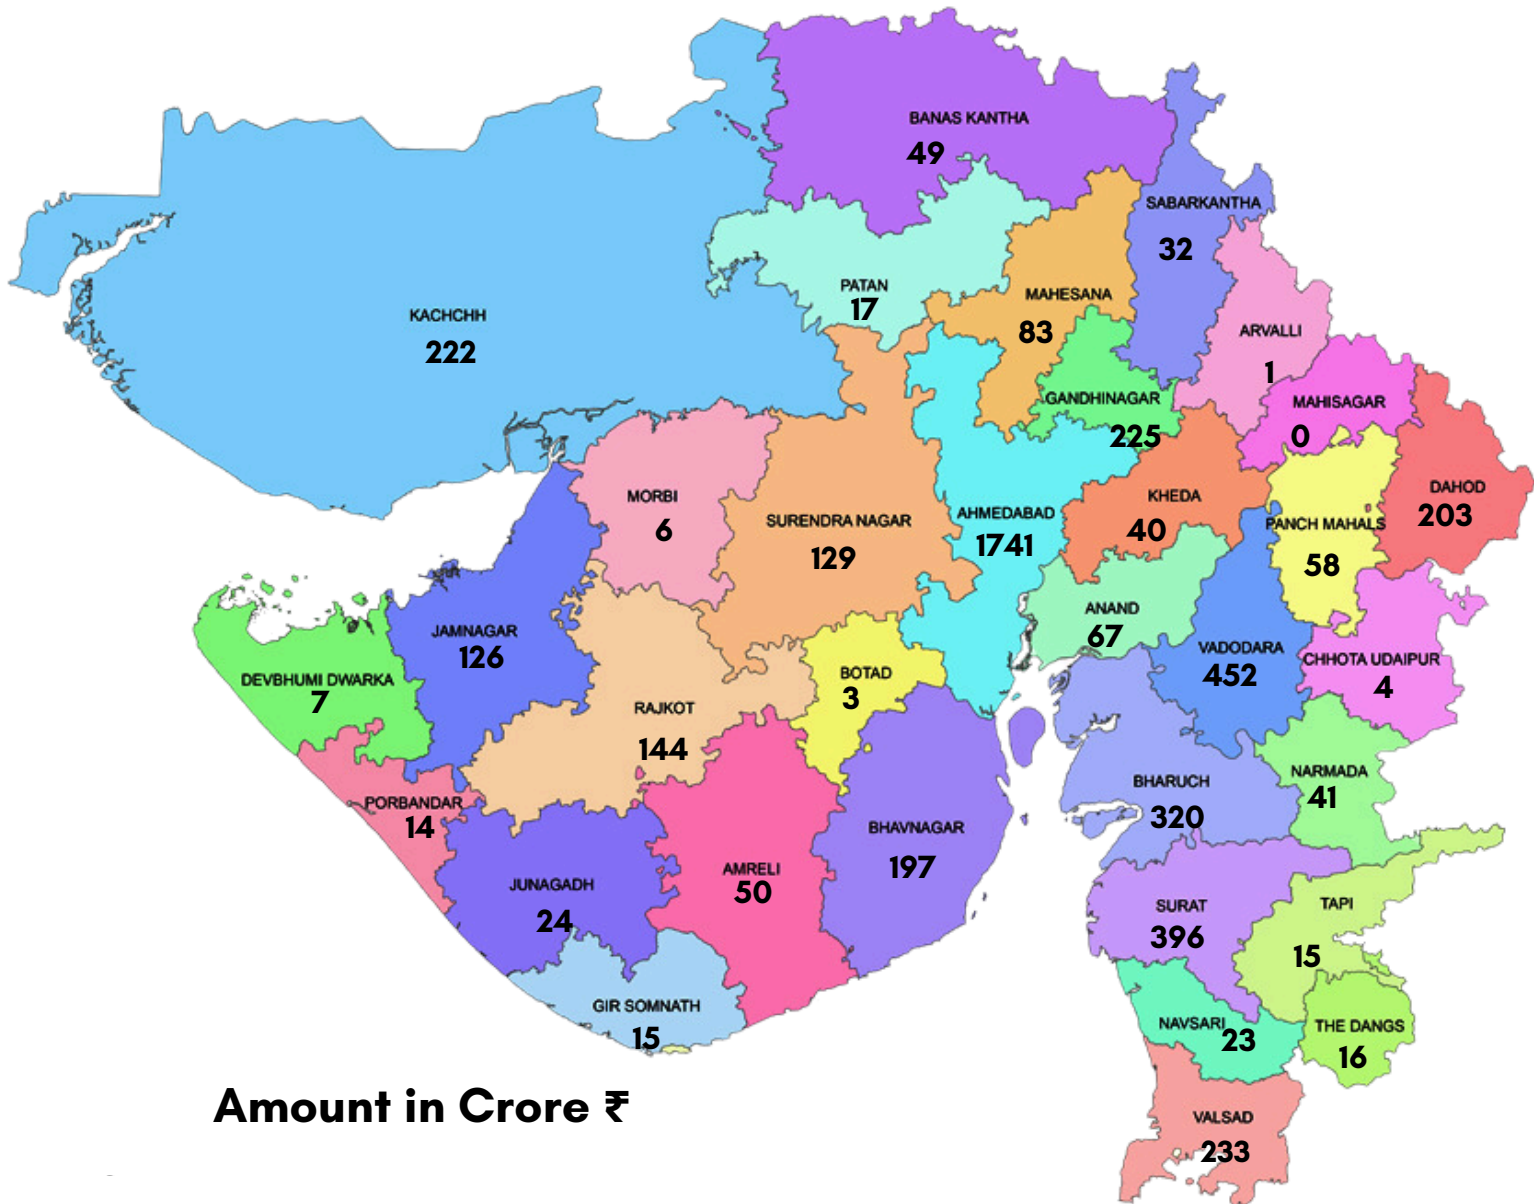 BANAS KANTHA
49
SABARKANTHA
32
PATAN
17
MAHESANA
83
KACHCHH
222
ARVALLI
1
GANDHINAGAR
225
MAHISAGAR
0
MORBI
6
SURENDRA NAGAR
129
AHMEDABAD
1741
KHEDA
40
PANCH MAHALS
58
DAHOD
203
JAMNAGAR
126
ANAND
67
VADODARA
452
CHHOTA UDAIPUR
4
DEVBHUMI DWARKA
7
BOTAD
3
RAJKOT
144
NARMADA
41
BHARUCH
320
PORBANDAR
14
BHAVNAGAR
197
JUNAGADH
24
AMRELI
50
SURAT
396
TAPI
15
GIR SOMNATH
15
NAVSARI
23
THE DANGS
16
VALSAD
233
Amount in Crore ₹